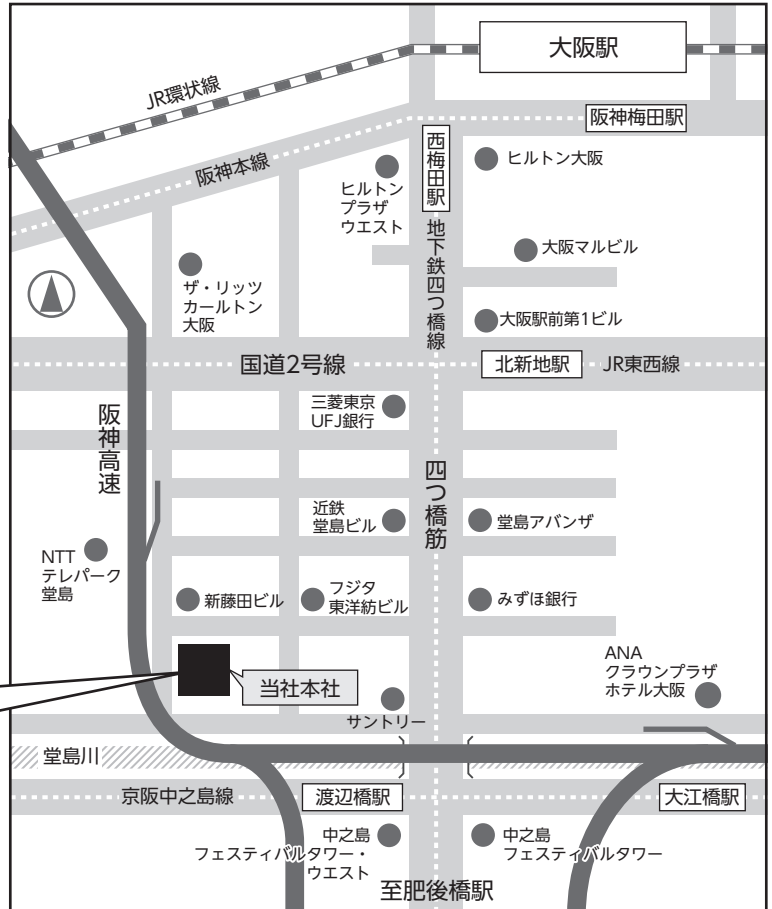 大阪駅
JR環状線
阪神梅田駅
西梅田駅
ヒルトン大阪
阪神本線
ヒルトン
プラザ
ウエスト
地下鉄四つ橋線
大阪マルビル
ザ・リッツ
カールトン
大阪
大阪駅前第1ビル
国道2号線
北新地駅
JR東西線
三菱東京
UFJ銀行
阪神高速
四つ橋筋
近鉄
堂島ビル
堂島アバンザ
NTT
テレパーク
堂島
新藤田ビル
フジタ
東洋紡ビル
みずほ銀行
ANA
クラウンプラザ
ホテル大阪
当社本社
サントリー
堂島川
京阪中之島線
渡辺橋駅
大江橋駅
中之島
フェスティバルタワー・
ウエスト
中之島
フェスティバルタワー
至肥後橋駅